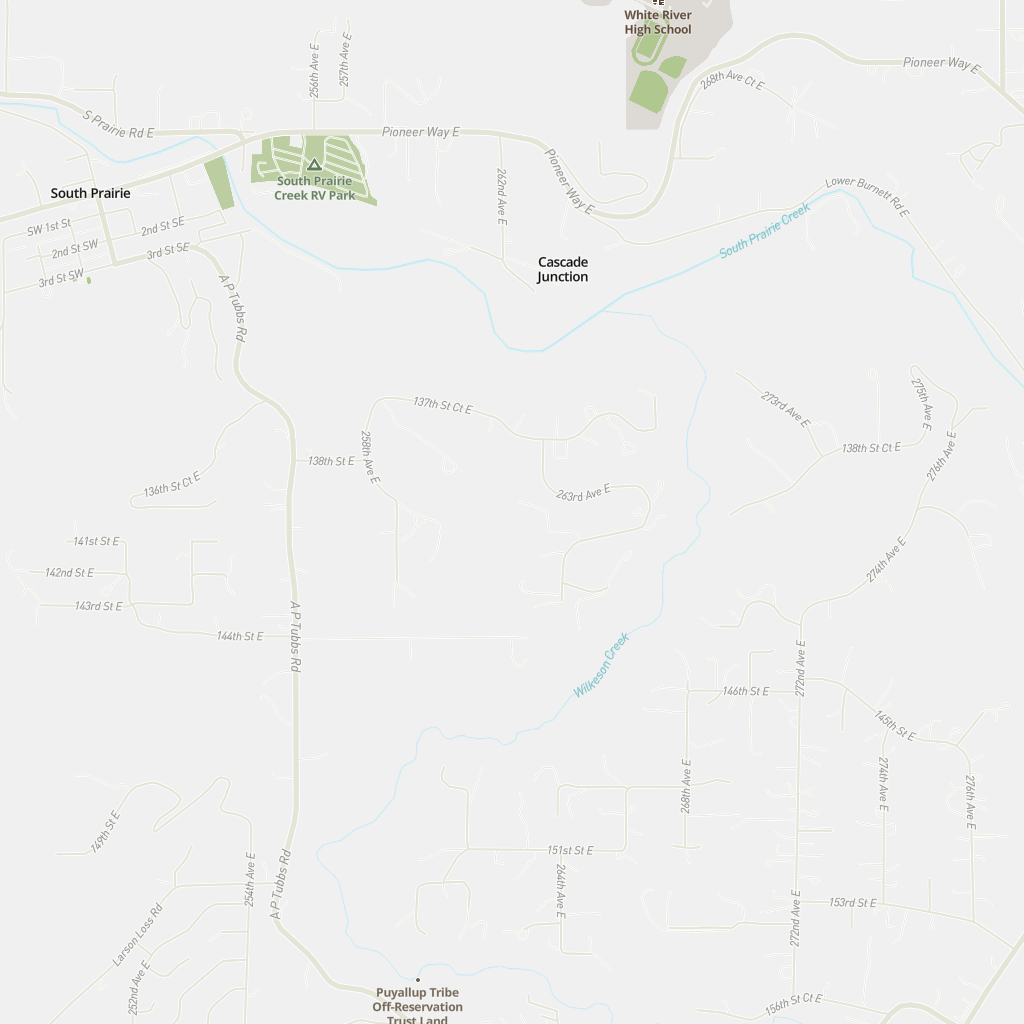 White River
High School
Pioneer Way E
268th Ave Ct E
256th Ave E
257th Ave E
S Prairie Rd E
Pioneer Way E
South Prairie
Creek RV Park
Pioneer Way E
262nd Ave E
Lower Burnett Rd E
South Prairie
South Prairie Creek
SW 1st St
2nd St SE
2nd St SW
3rd St SE
3rd St SW
Cascade
Junction
A P Tubbs Rd
137th St Ct E
273rd Ave E
275th Ave E
138th St Ct E
276th Ave E
258th Ave E
138th St E
136th St Ct E
263rd Ave E
141st St E
142nd St E
143rd St E
274th Ave E
144th St E
A P Tubbs Rd
Wilkeson Creek
272nd Ave E
146th St E
145th St E
268th Ave E
274th Ave E
276th Ave E
149th St E
151st St E
254th Ave E
A P Tubbs Rd
264th Ave E
153rd St E
272nd Ave E
Larson Loss Rd
252nd Ave E
Puyallup Tribe
Off-Reservation
Trust Land
156th St Ct E